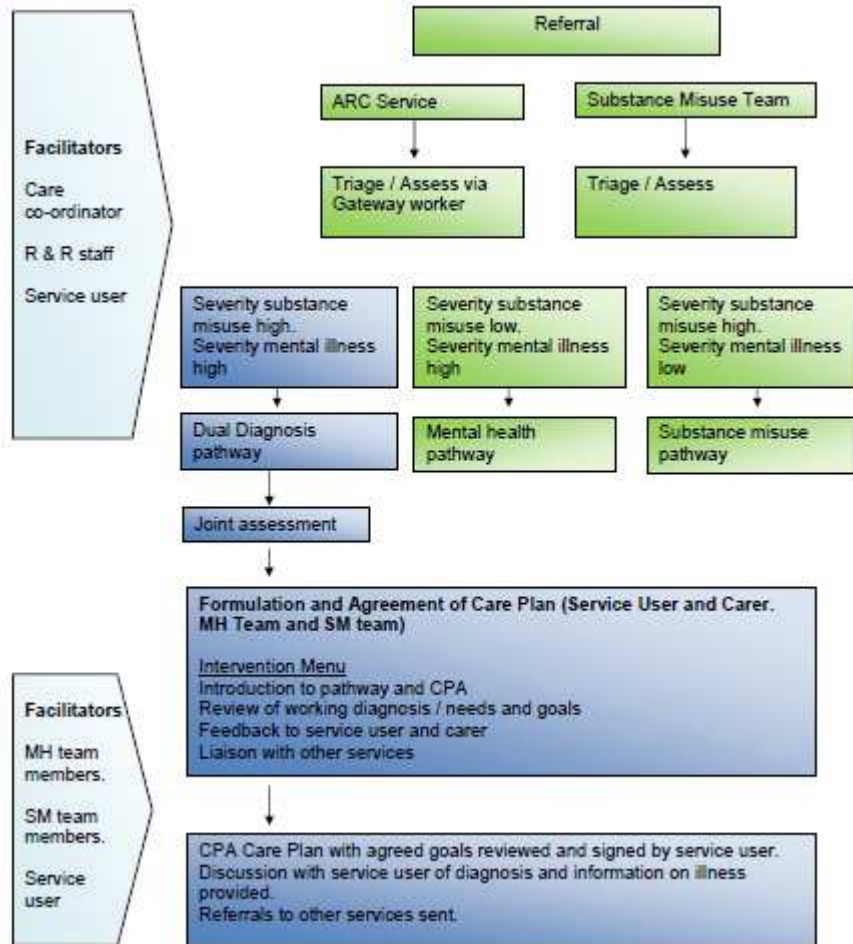 Referral
ARC Service
Substance Misuse Team
Facilitators
Care
co-ordinator
R & R staff
Service user
Triage / Assess via
Gateway worker
Triage / Assess
Severity substance
misuse high.
Severity mental illness
high
Severity substance
misuse low.
Severity mental illness
high
Severity substance
misuse high.
Severity mental illness
low
Dual Diagnosis
pathway
Mental health
pathway
Substance misuse
pathway
Joint assessment
Formulation and Agreement of Care Plan (Service User and Carer.
MH Team and SM team)
Intervention Menu
Introduction to pathway and CPA
Review of working diagnosis / needs and goals
Feedback to service user and carer
Liaison with other services
Facilitators
MH team
members.
SM team
members.
Service
user
CPA Care Plan with agreed goals reviewed and signed by service user.
Discussion with service user of diagnosis and information on illness
provided.
Referrals to other services sent.